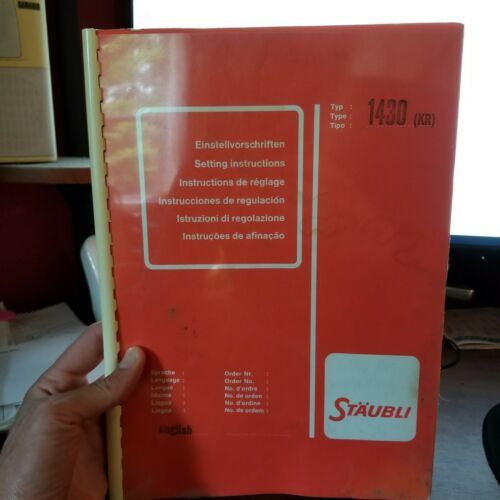 Typ :
Type :
Tipo :
1430 (KR)
Einstellvorschriften
Setting instructions
Instructions de réglage
Instrucciones de regulación
Istruzioni di regolazione
Instruções de afinação
Sprache :
Language :
Langue :
Idioma :
Lingua :
Lingua :
Order Nr. :
Order No. :
No. d'ordre :
No. de orden :
No. d'ordine :
No. de ordem :
english
STÄUBLI